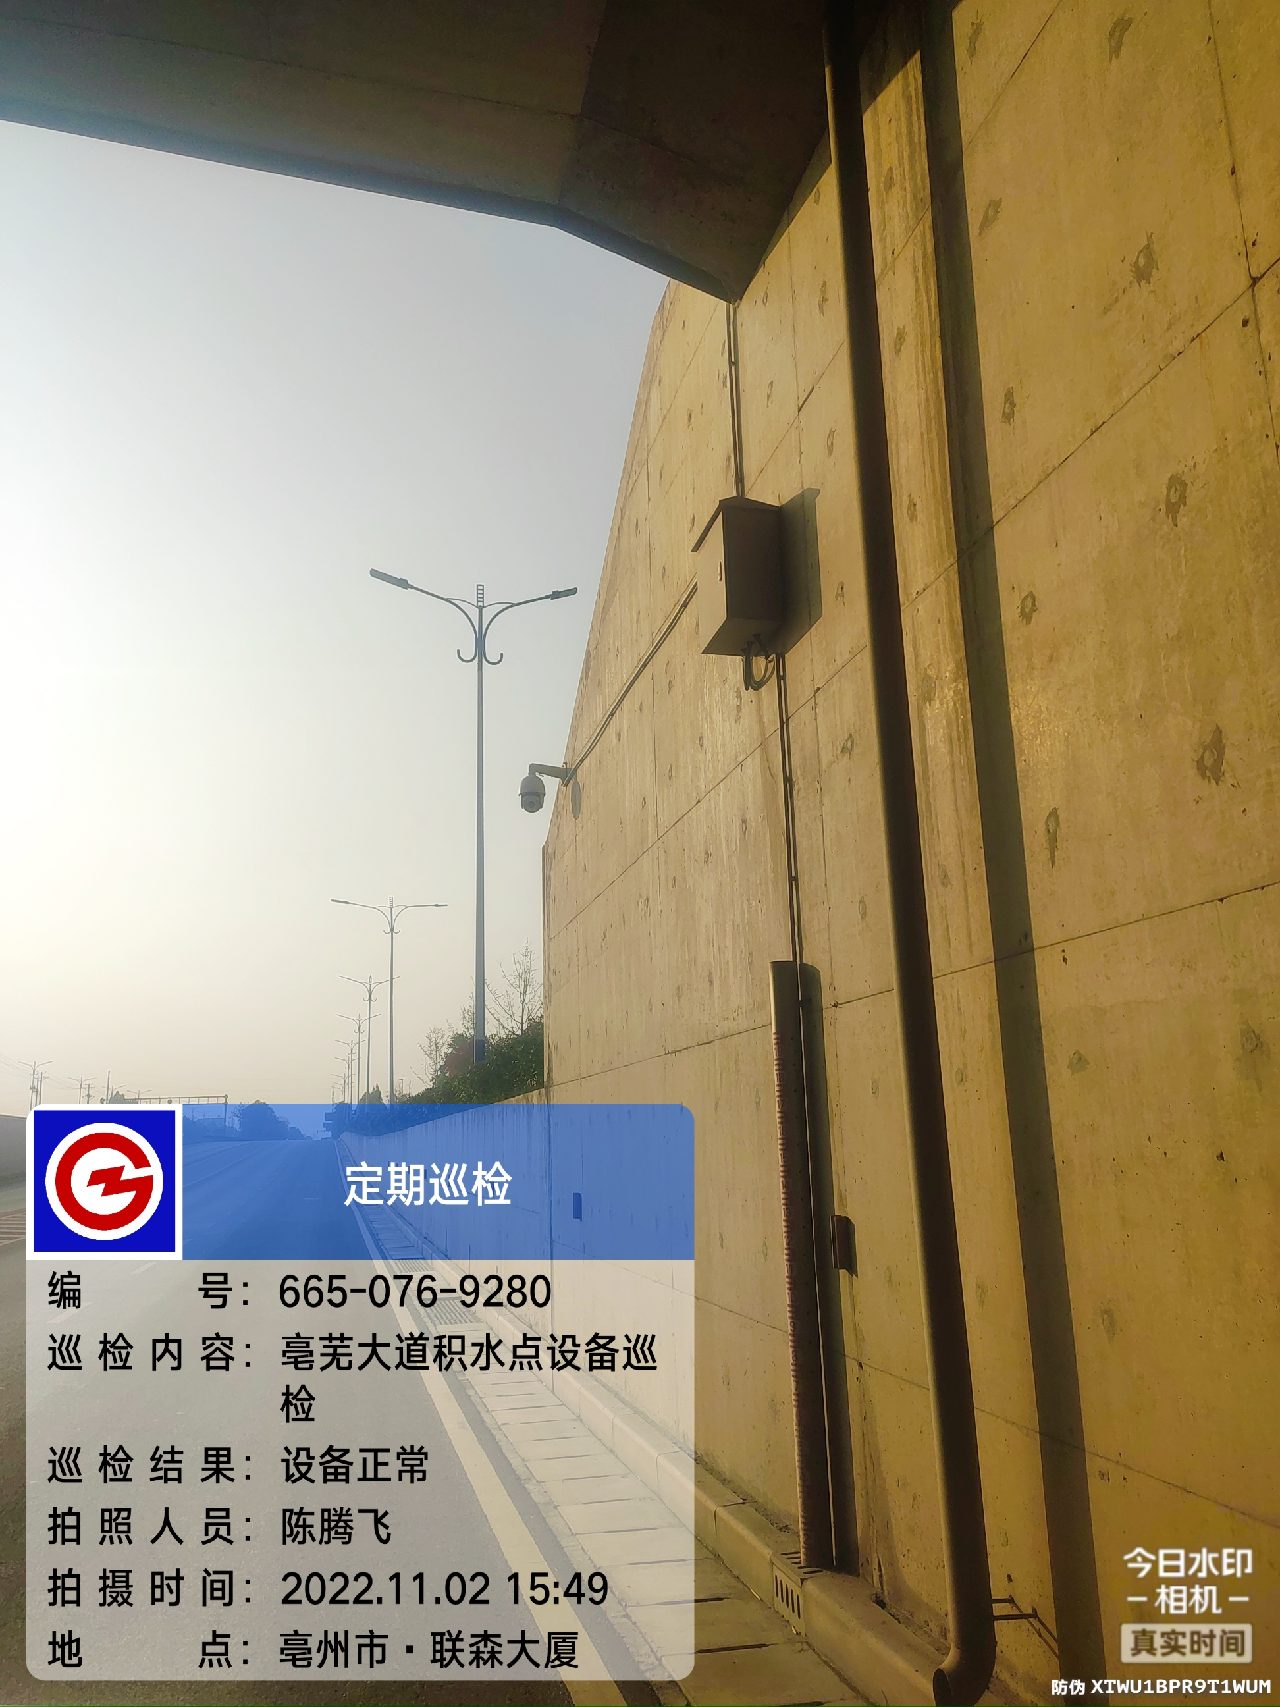 定期巡检
编号：665-076-9280
巡检内容：亳芜大道积水点设备巡
检
巡检结果：设备正常
拍照人员：陈腾飞
拍摄时间：2022.11.02 15:49
地点：亳州市·联森大厦
今日水印
-相机-
真实时间
防伪 XTWU1BPR9T1WUM